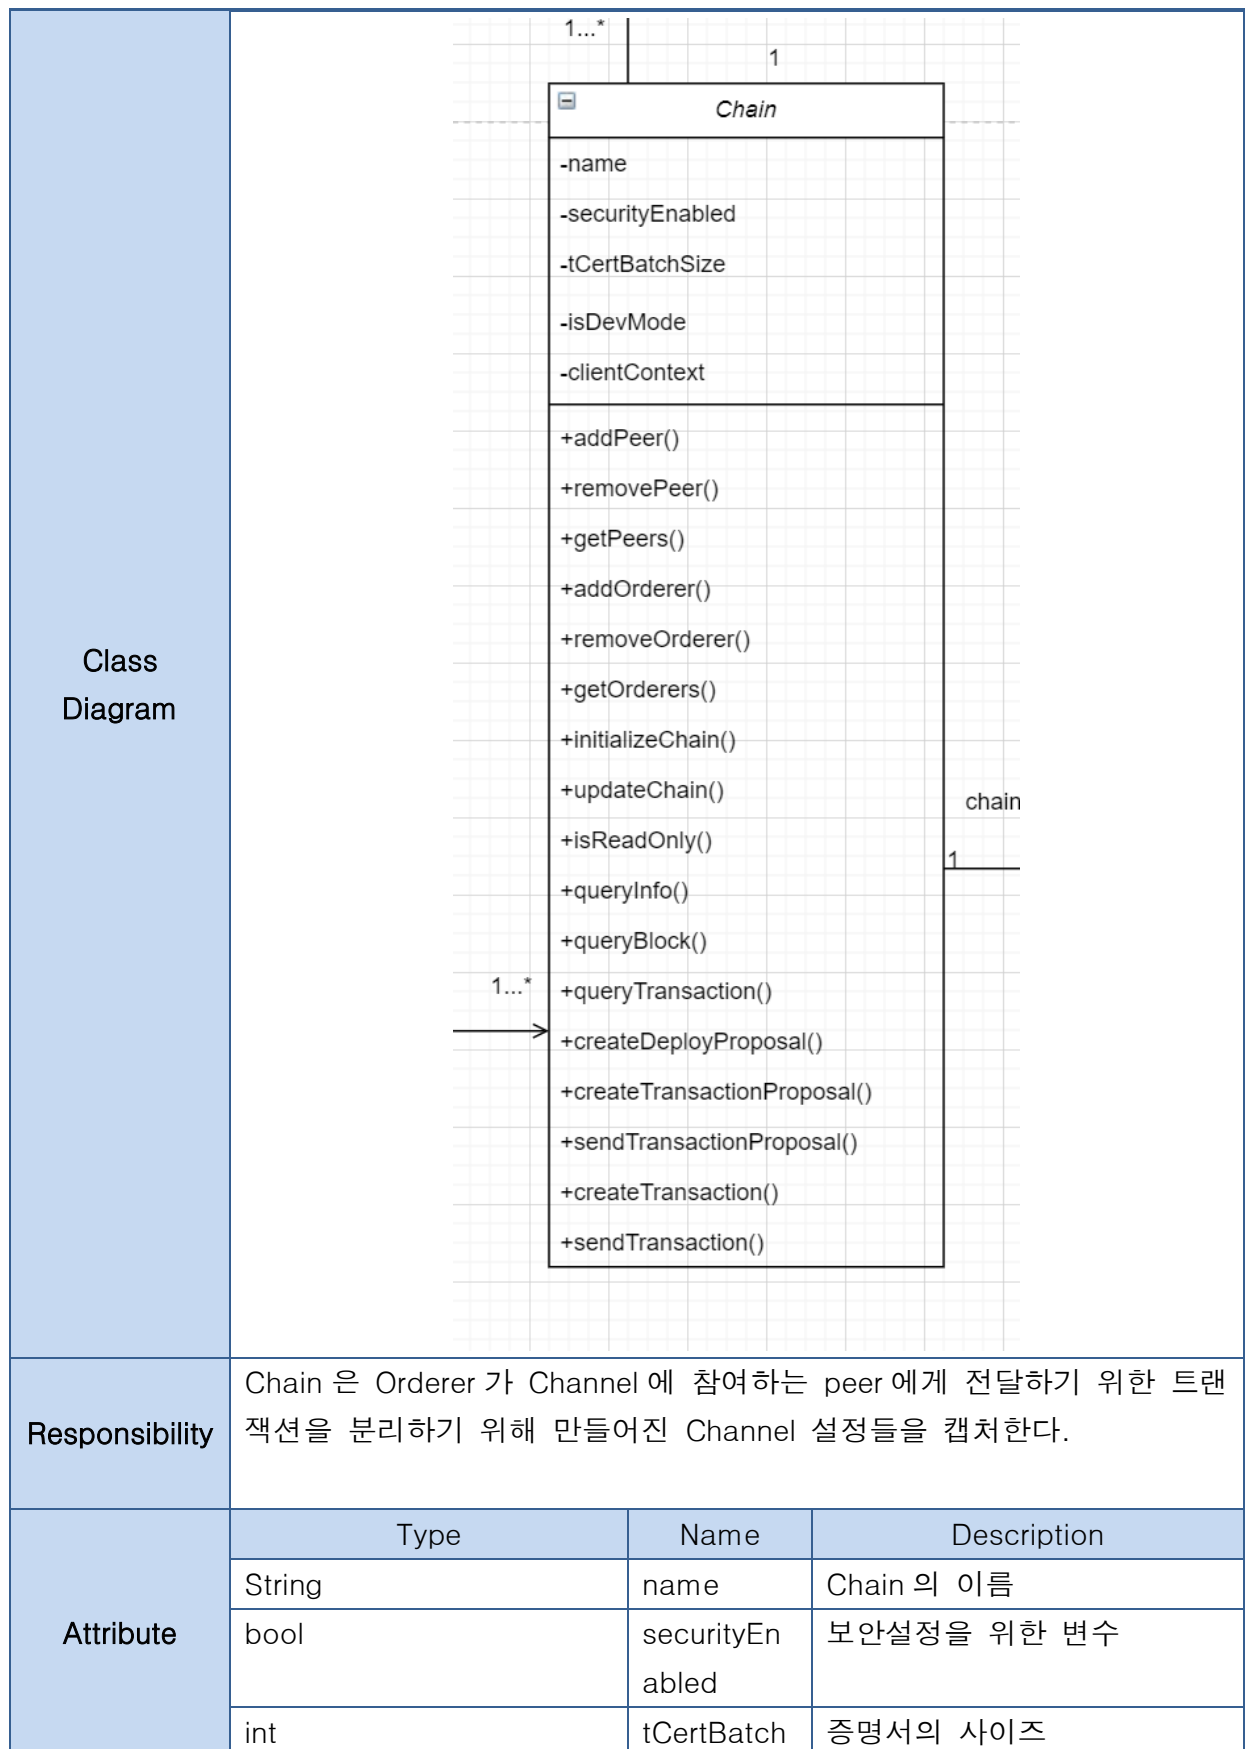 1...*
1
Chain
-name
-securityEnabled
-tCertBatchSize
-isDevMode
-clientContext
+addPeer()
+removePeer()
+getPeers()
+addOrderer()
+removeOrderer()
+getOrderers()
+initializeChain()
+updateChain()
+isReadOnly()
+queryInfo()
+queryBlock()
+queryTransaction()
+createDeployProposal()
+createTransactionProposal()
+sendTransactionProposal()
+createTransaction()
+sendTransaction()
chain
1
1...*
Class
Diagram
Responsibility
Chain 은 Orderer 가 Channel 에 참여하는 peer 에게 전달하기 위한 트랜
잭션을 분리하기 위해 만들어진 Channel 설정들을 캡처한다.
Attribute
Type Name Description
String name Chain 의 이름
bool securityEn 보안설정을 위한 변수
abled
int tCertBatch 증명서의 사이즈